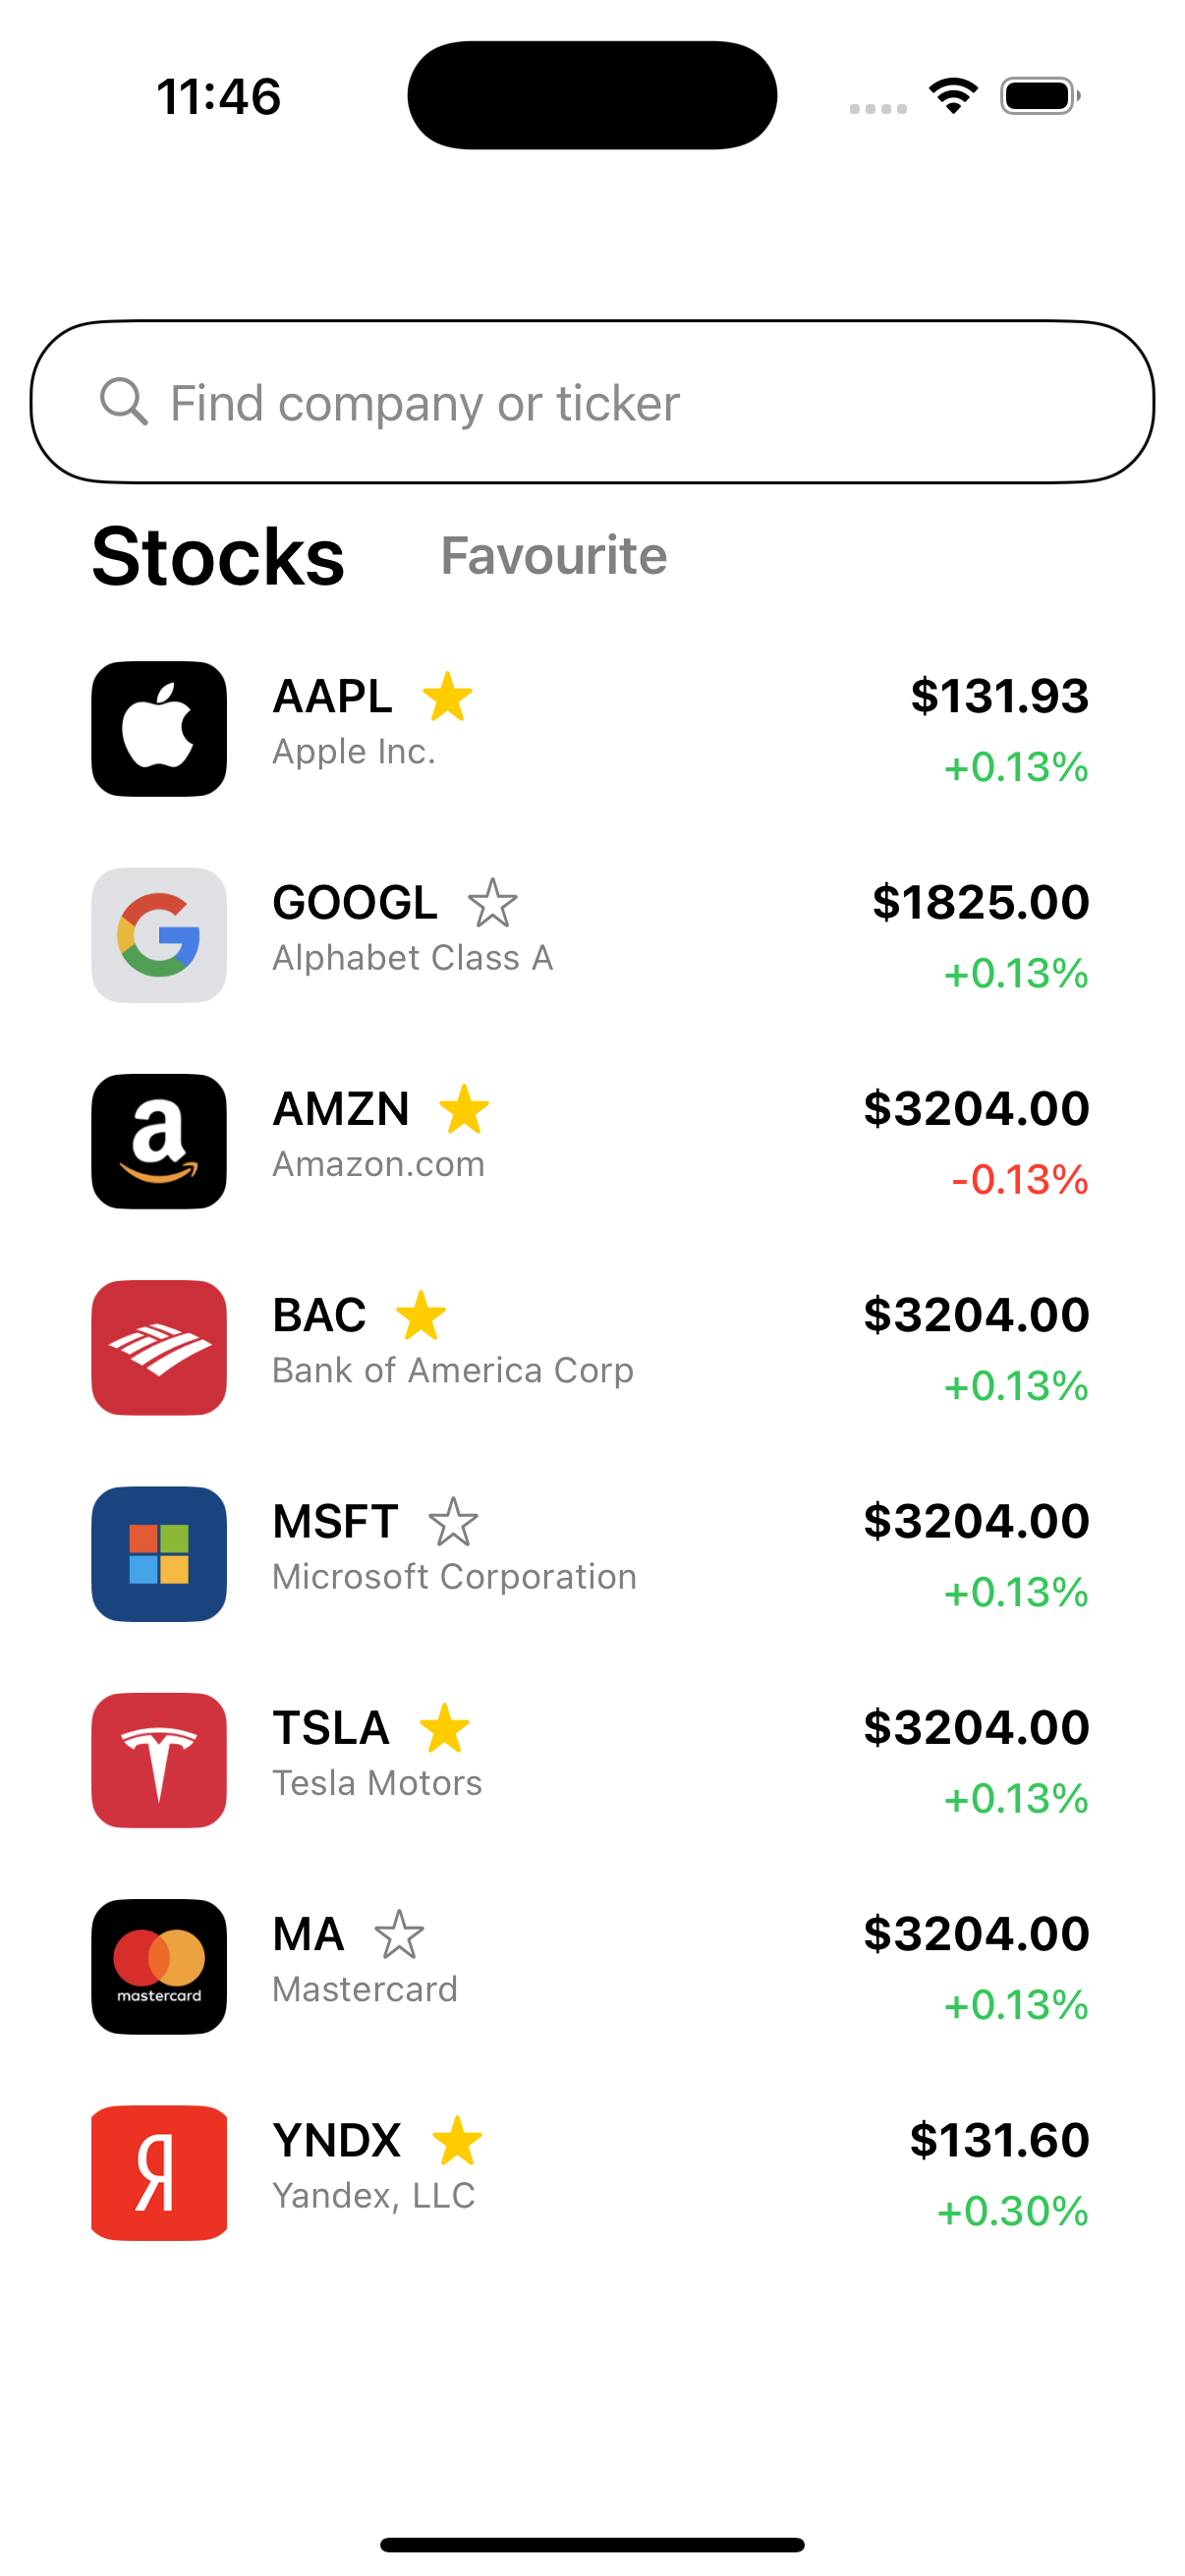 11:46
Find company or ticker
Stocks Favourite
AAPL $131.93
Apple Inc. +0.13%
GOOGL $1825.00
Alphabet Class A +0.13%
AMZN $3204.00
Amazon.com -0.13%
BAC $3204.00
Bank of America Corp +0.13%
MSFT $3204.00
Microsoft Corporation +0.13%
TSLA $3204.00
Tesla Motors +0.13%
MA $3204.00
mastercard Mastercard +0.13%
YNDX $131.60
Я Yandex, LLC +0.30%